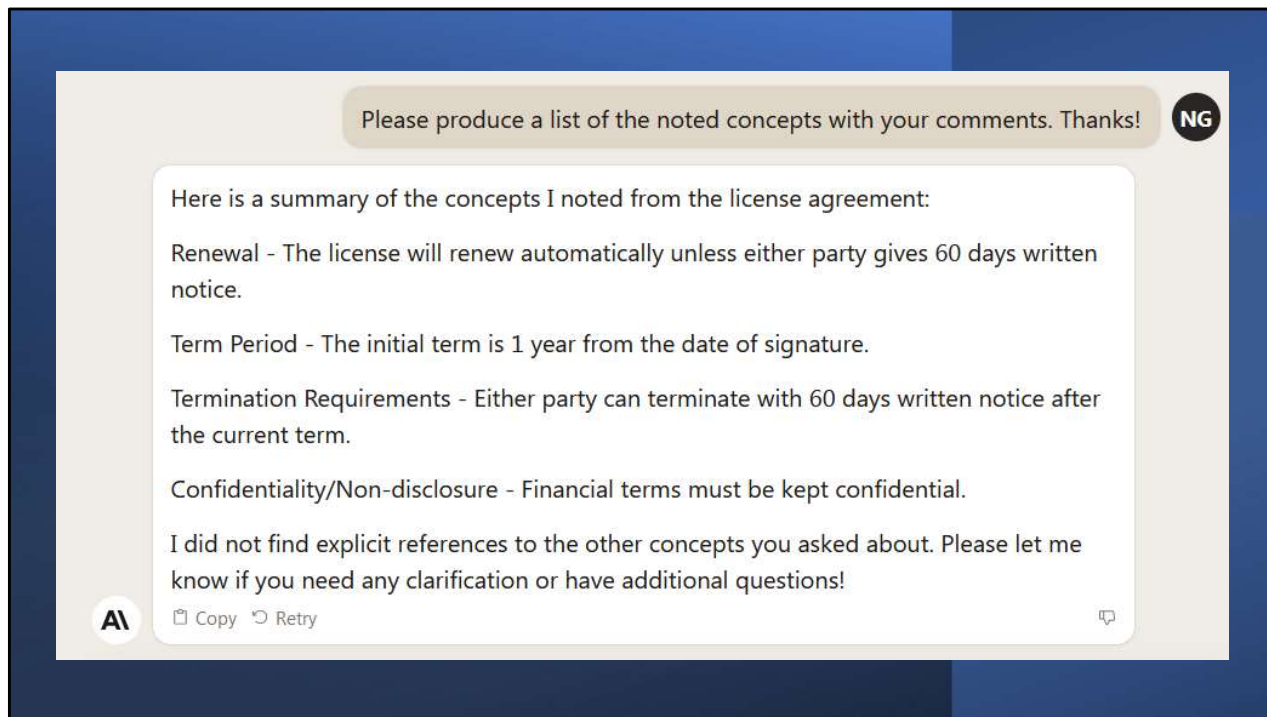 Please produce a list of the noted concepts with your comments. Thanks!
NG
Here is a summary of the concepts I noted from the license agreement:
Renewal - The license will renew automatically unless either party gives 60 days written
notice.
Term Period - The initial term is 1 year from the date of signature.
Termination Requirements - Either party can terminate with 60 days written notice after
the current term.
Confidentiality/Non-disclosure - Financial terms must be kept confidential.
I did not find explicit references to the other concepts you asked about. Please let me
know if you need any clarification or have additional questions!
A\
Copy Retry